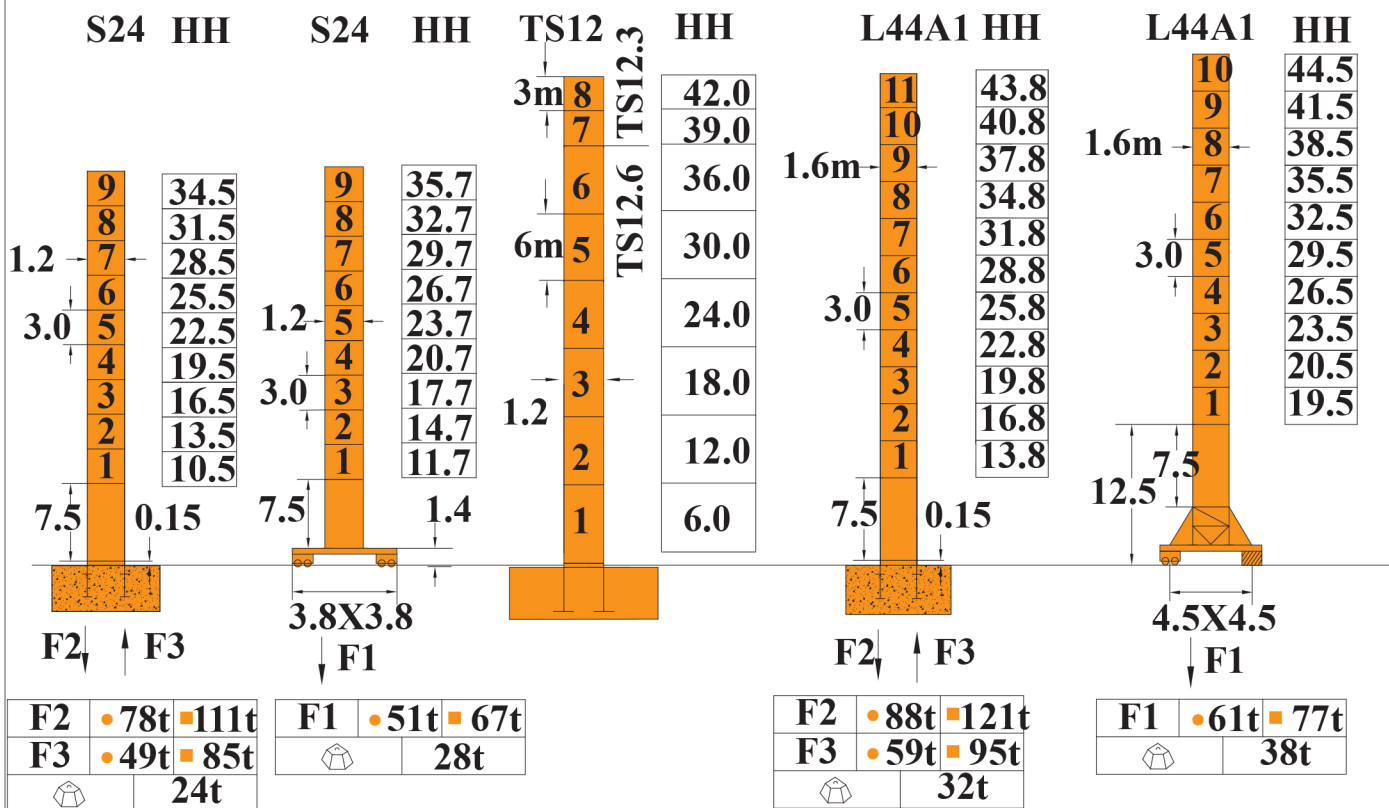 S24 HH
9 34.5
8 31.5
7 28.5
6 25.5
5 22.5
4 19.5
3 16.5
2 13.5
1 10.5
1.2
3.0
7.5
0.15
F2 F3
F2 78t 111t
F3 49t 85t
24t
S24 HH
9 35.7
8 32.7
7 29.7
6 26.7
5 23.7
4 20.7
3 17.7
2 14.7
1 11.7
1.2
3.0
7.5
1.4
3.8X3.8
F1
F1 51t 67t
28t
TS12 HH
TS12.3
TS12.6
3m
8 42.0
7 39.0
6 36.0
6m
5 30.0
4 24.0
3 18.0
1.2
2 12.0
1 6.0
L44A1 HH
11 43.8
10 40.8
9 37.8
8 34.8
7 31.8
6 28.8
5 25.8
4 22.8
3 19.8
2 16.8
1 13.8
1.6m
3.0
7.5
0.15
F2 F3
F2 88t 121t
F3 59t 95t
32t
L44A1 HH
10 44.5
9 41.5
8 38.5
7 35.5
6 32.5
5 29.5
4 26.5
3 23.5
2 20.5
1 19.5
1.6m
3.0
7.5
12.5
4.5X4.5
F1
F1 61t 77t
38t